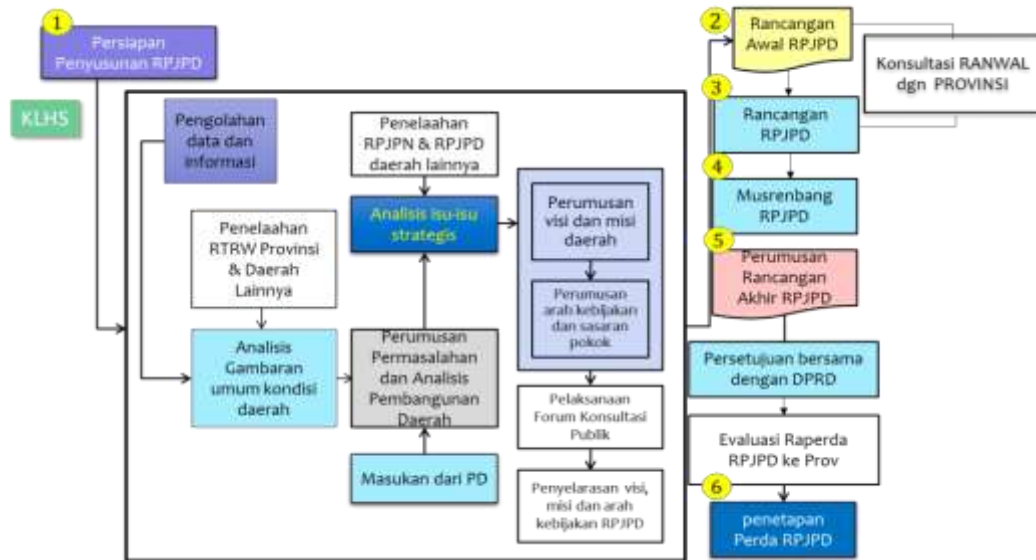 1
Persiapan
Penyusunan RPJPD
KLHS
Pengolahan
data dan
informasi
Penelaahan
RTRW Provinsi
& Daerah
Lainnya
Analisis
Gambaran
umum kondisi
daerah
Penelaahan
RPJPN & RPJPD
daerah lainnya
Analisis isu-isu
strategis
Perumusan
Permasalahan
dan Analisis
Pembangunan
Daerah
Masukan dari PD
Perumusan
visi dan misi
daerah
Perumusan
arah kebijakan
dan sasaran
pokok
Pelaksanaan
Forum Konsultasi
Publik
Penyelarasan visi,
misi dan arah
kebijakan RPJPD
2
Rancangan
Awal RPJPD
Konsultasi RANWAL
dgn PROVINSI
3
Rancangan
RPJPD
4
Musrenbang
RPJPD
5
Perumusan
Rancangan
Akhir RPJPD
Persetujuan bersama
dengan DPRD
Evaluasi Raperda
RPJPD ke Prov
6
penetapan
Perda RPJPD